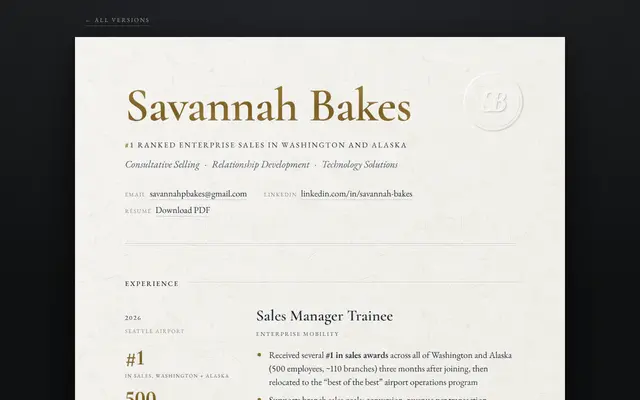 ← ALL VERSIONS
Savannah Bakes
SB
#1 RANKED ENTERPRISE SALES IN WASHINGTON AND ALASKA
Consultative Selling · Relationship Development · Technology Solutions
EMAIL savannahpbakes@gmail.com LINKEDIN linkedin.com/in/savannah-bakes
RÉSUMÉ Download PDF
EXPERIENCE
2026
SEATTLE AIRPORT
#1
IN SALES, WASHINGTON + ALASKA
500
Sales Manager Trainee
ENTERPRISE MOBILITY
Received several #1 in sales awards across all of Washington and Alaska
(500 employees, ~110 branches) three months after joining, then
relocated to the “best of the best” airport operations program